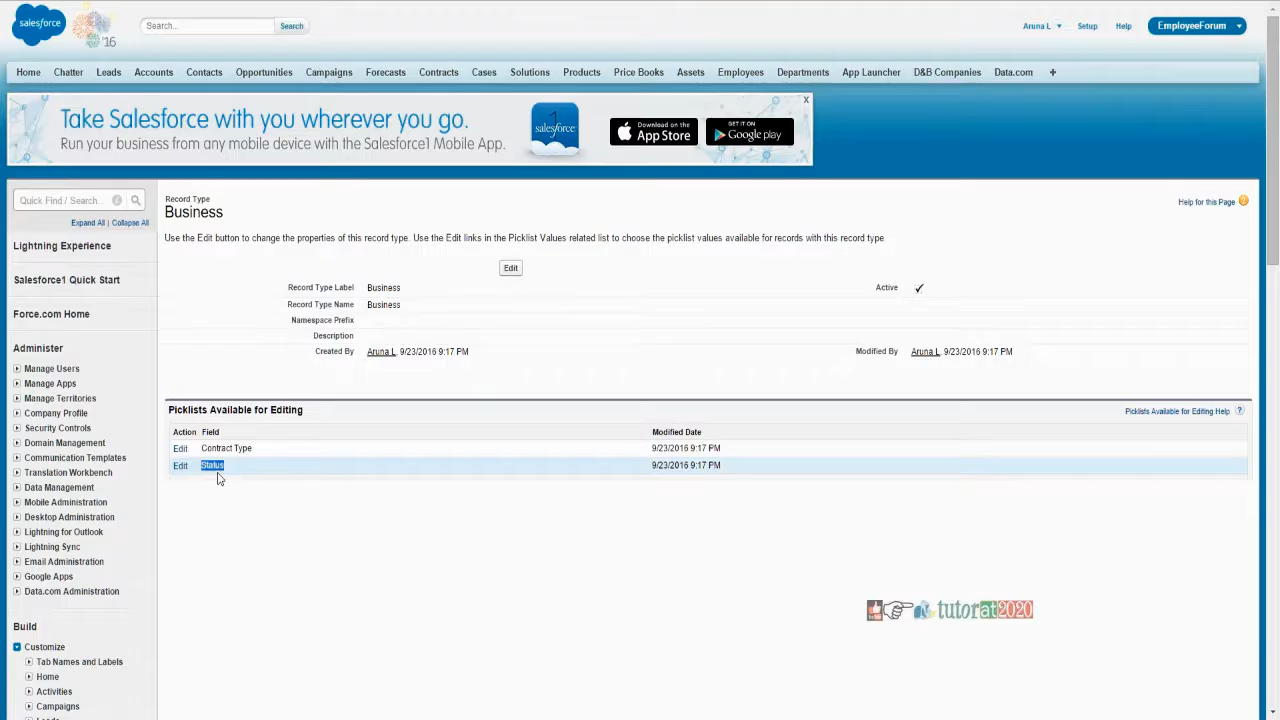 salesforce
'16
Search...
Search
Aruna L
Setup
Help
EmployeeForum
Home Chatter Leads Accounts Contacts Opportunities Campaigns Forecasts Contracts Cases Solutions Products Price Books Assets Employees Departments App Launcher D&B Companies Data.com +
Take Salesforce with you wherever you go.
Run your business from any mobile device with the Salesforce1 Mobile App.
1
salesforce
Download on the
App Store
GET IT ON
Google play
X
Quick Find / Search...
Expand All | Collapse All
Lightning Experience
Salesforce1 Quick Start
Force.com Home
Administer
Manage Users
Manage Apps
Manage Territories
Company Profile
Security Controls
Domain Management
Communication Templates
Translation Workbench
Data Management
Mobile Administration
Desktop Administration
Lightning for Outlook
Lightning Sync
Email Administration
Google Apps
Data.com Administration
Build
Customize
Tab Names and Labels
Home
Activities
Campaigns
Leads
Record Type
Business
Help for this Page ?
Use the Edit button to change the properties of this record type. Use the Edit links in the Picklist Values related list to choose the picklist values available for records with this record type
Edit
Record Type Label Business Active
Record Type Name Business
Namespace Prefix
Description
Created By Aruna L, 9/23/2016 9:17 PM Modified By Aruna L, 9/23/2016 9:17 PM
Picklists Available for Editing
Picklists Available for Editing Help ?
Action Field Modified Date
Edit Contract Type 9/23/2016 9:17 PM
Edit Status 9/23/2016 9:17 PM
tutorat2020